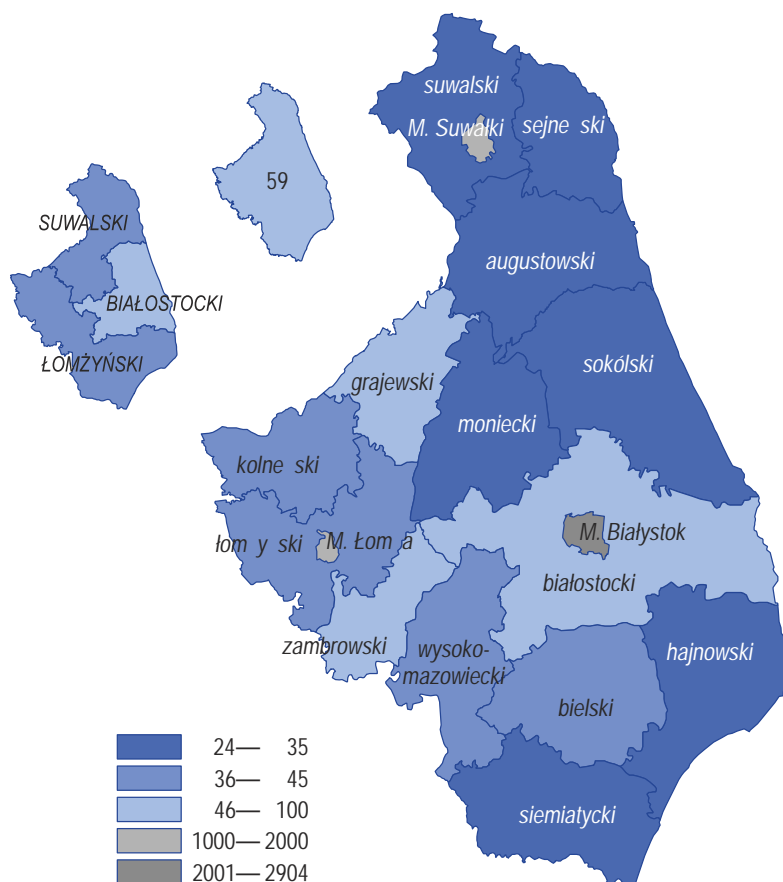 suwalski
M. Suwałki
sejne ski
59
SUWALSKI
augustowski
BIAŁOSTOCKI
ŁOMŻYŃSKI
sokólski
grajewski
moniecki
kolne ski
M. Białystok
łom y ski
M. Łom a
białostocki
zambrowski
wysoko-
mazowiecki
hajnowski
bielski
siemiatycki
24— 35
36— 45
46— 100
1000— 2000
2001— 2904